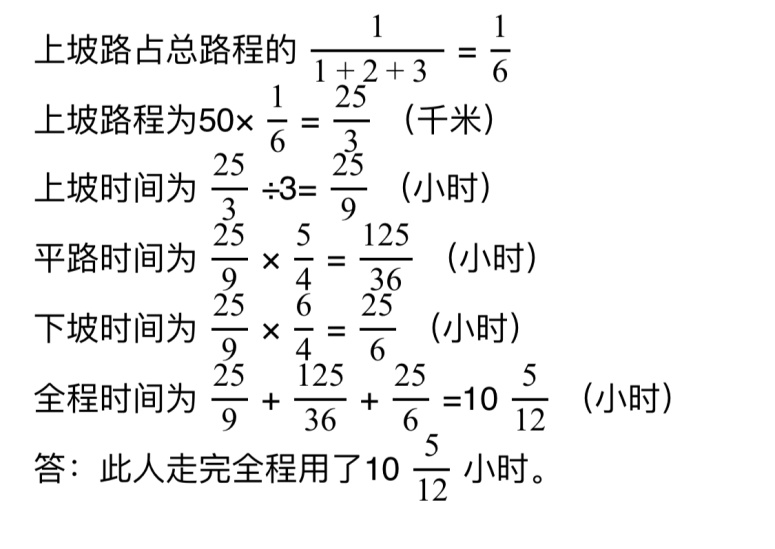 上坡路占总路程的 1/(1+2+3) = 1/6
上坡路程为50× 1/6 = 25/3 （千米）
上坡时间为 25/3 ÷3= 25/9 （小时）
平路时间为 25/9 × 5/4 = 125/36 （小时）
下坡时间为 25/9 × 6/4 = 25/6 （小时）
全程时间为 25/9 + 125/36 + 25/6 =10 5/12 （小时）
答：此人走完全程用了10 5/12 小时。